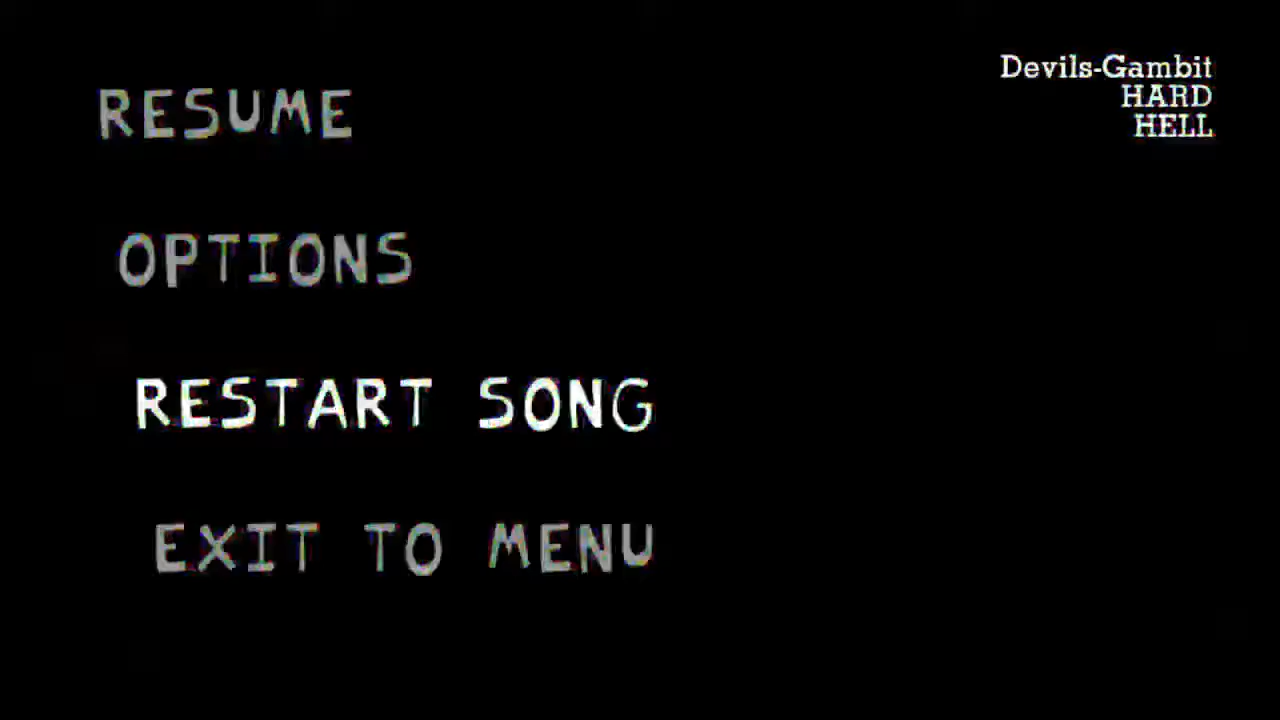 RESUME
OPTIONS
RESTART SONG
EXIT TO MENU
Devils-Gambit
HARD
HELL